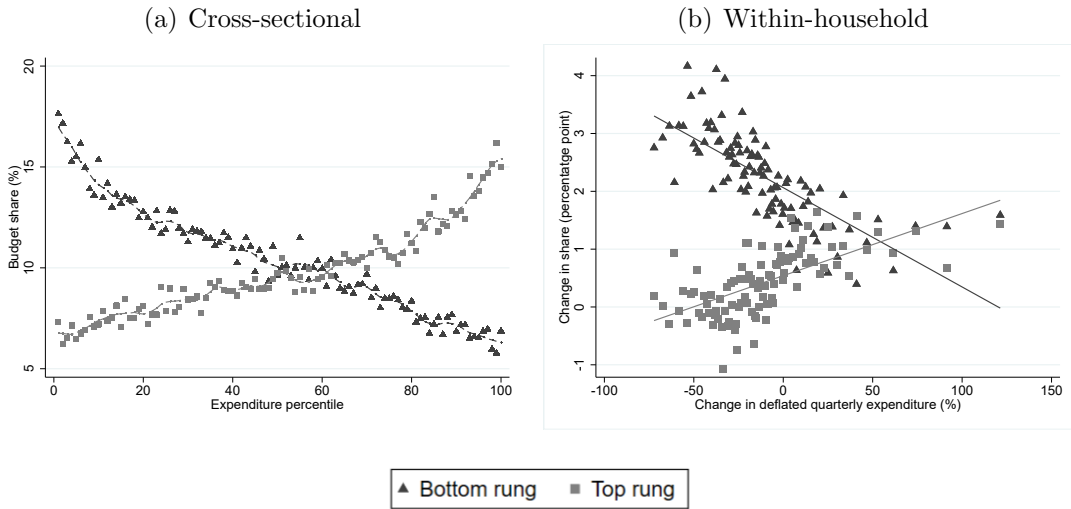 (a) Cross-sectional
(b) Within-household
Budget share (%)
20
15
10
5
0
20
40
60
80
100
Expenditure percentile
Change in share (percentatge point)
4
3
2
1
0
-1
-100
-50
0
50
100
150
Change in deflated quarterly expenditure (%)
Bottom rung
Top rung